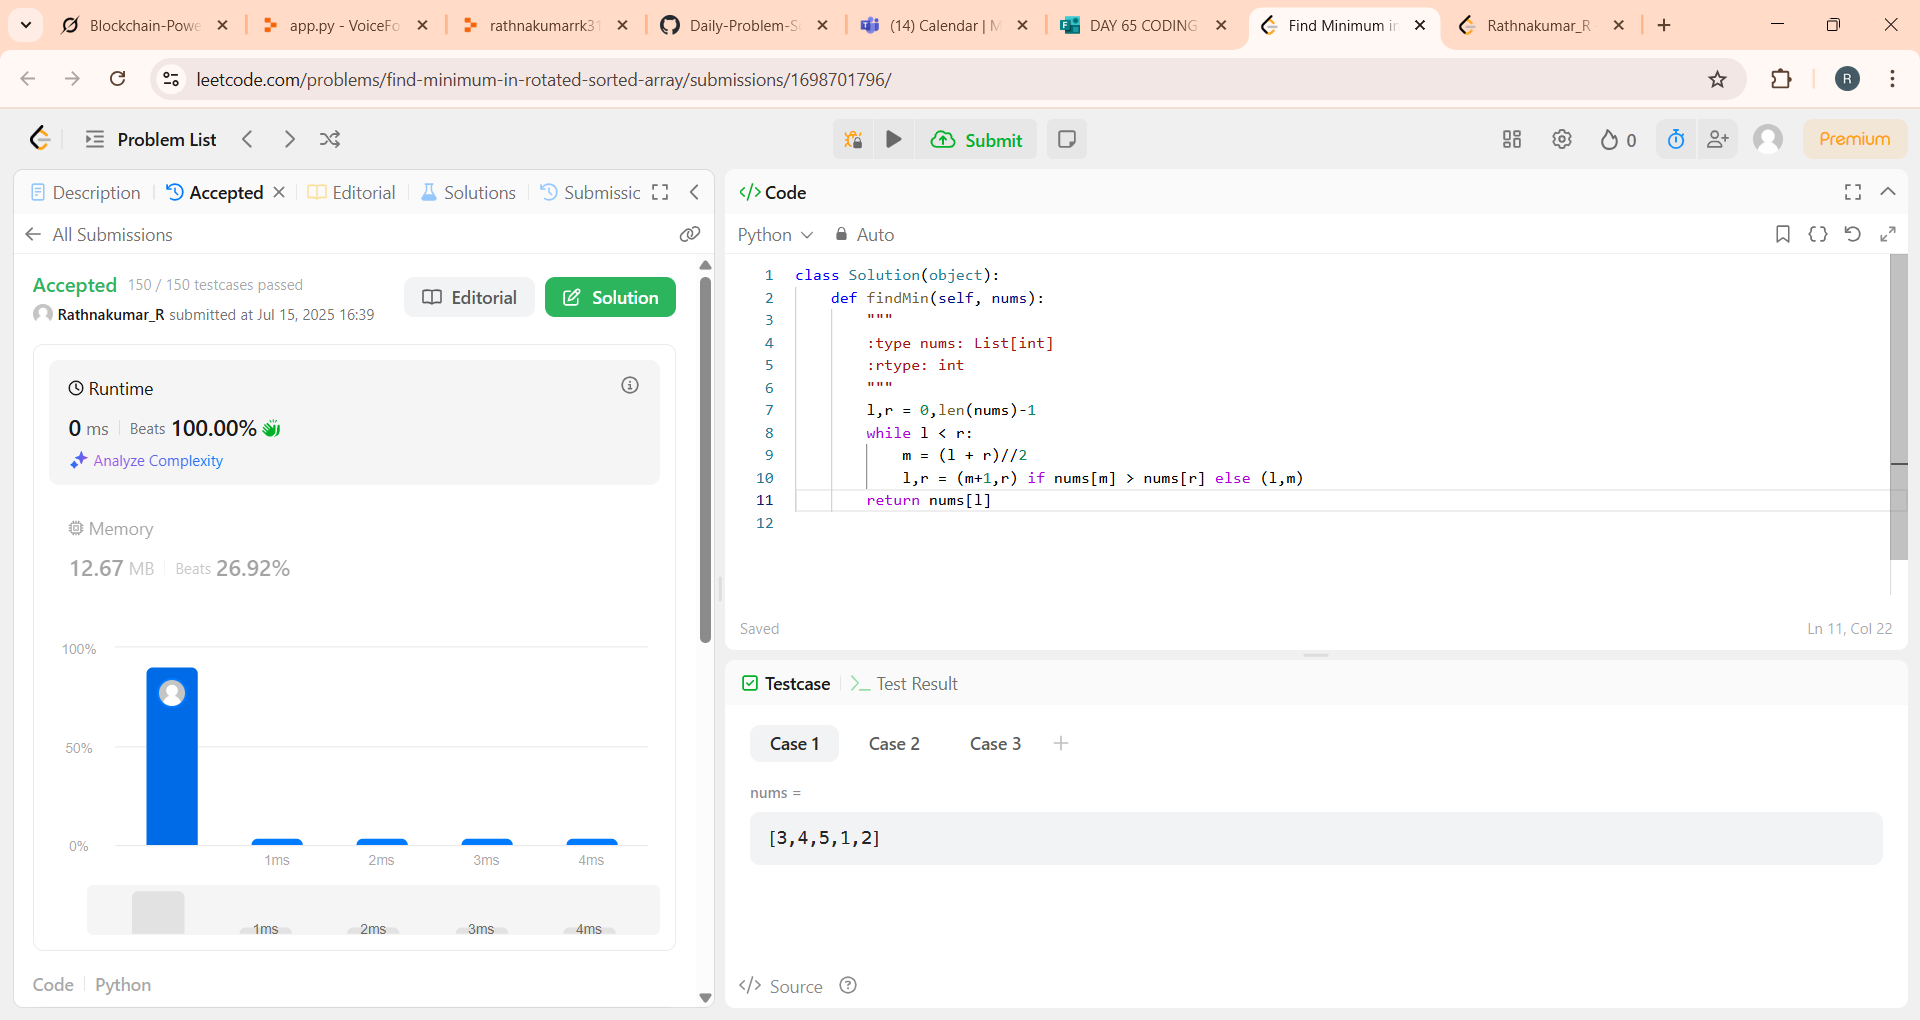 Blockchain-Powe
app.py - VoiceFo
rathnakumarrk31
Daily-Problem-S
(14) Calendar | M
DAY 65 CODING
Find Minimum in
Rathnakumar_R
leetcode.com/problems/find-minimum-in-rotated-sorted-array/submissions/1698701796/
R
Problem List
Submit
0
Premium
Description
Accepted
Editorial
Solutions
Submissic
All Submissions
Accepted 150 / 150 testcases passed
Rathnakumar_R submitted at Jul 15, 2025 16:39
Editorial
Solution
Runtime
0 ms Beats 100.00%
Analyze Complexity
Memory
12.67 MB Beats 26.92%
100%
50%
0%
1ms 2ms 3ms 4ms
1ms 2ms 3ms 4ms
Code Python
</> Code
Python Auto
1 class Solution(object):
2 def findMin(self, nums):
3 """
4 :type nums: List[int]
5 :rtype: int
6 """
7 l,r = 0,len(nums)-1
8 while l < r:
9 m = (l + r)//2
10 l,r = (m+1,r) if nums[m] > nums[r] else (l,m)
11 return nums[l]
12
Saved
Ln 11, Col 22
Testcase
Test Result
Case 1 Case 2 Case 3
nums =
[3,4,5,1,2]
</> Source